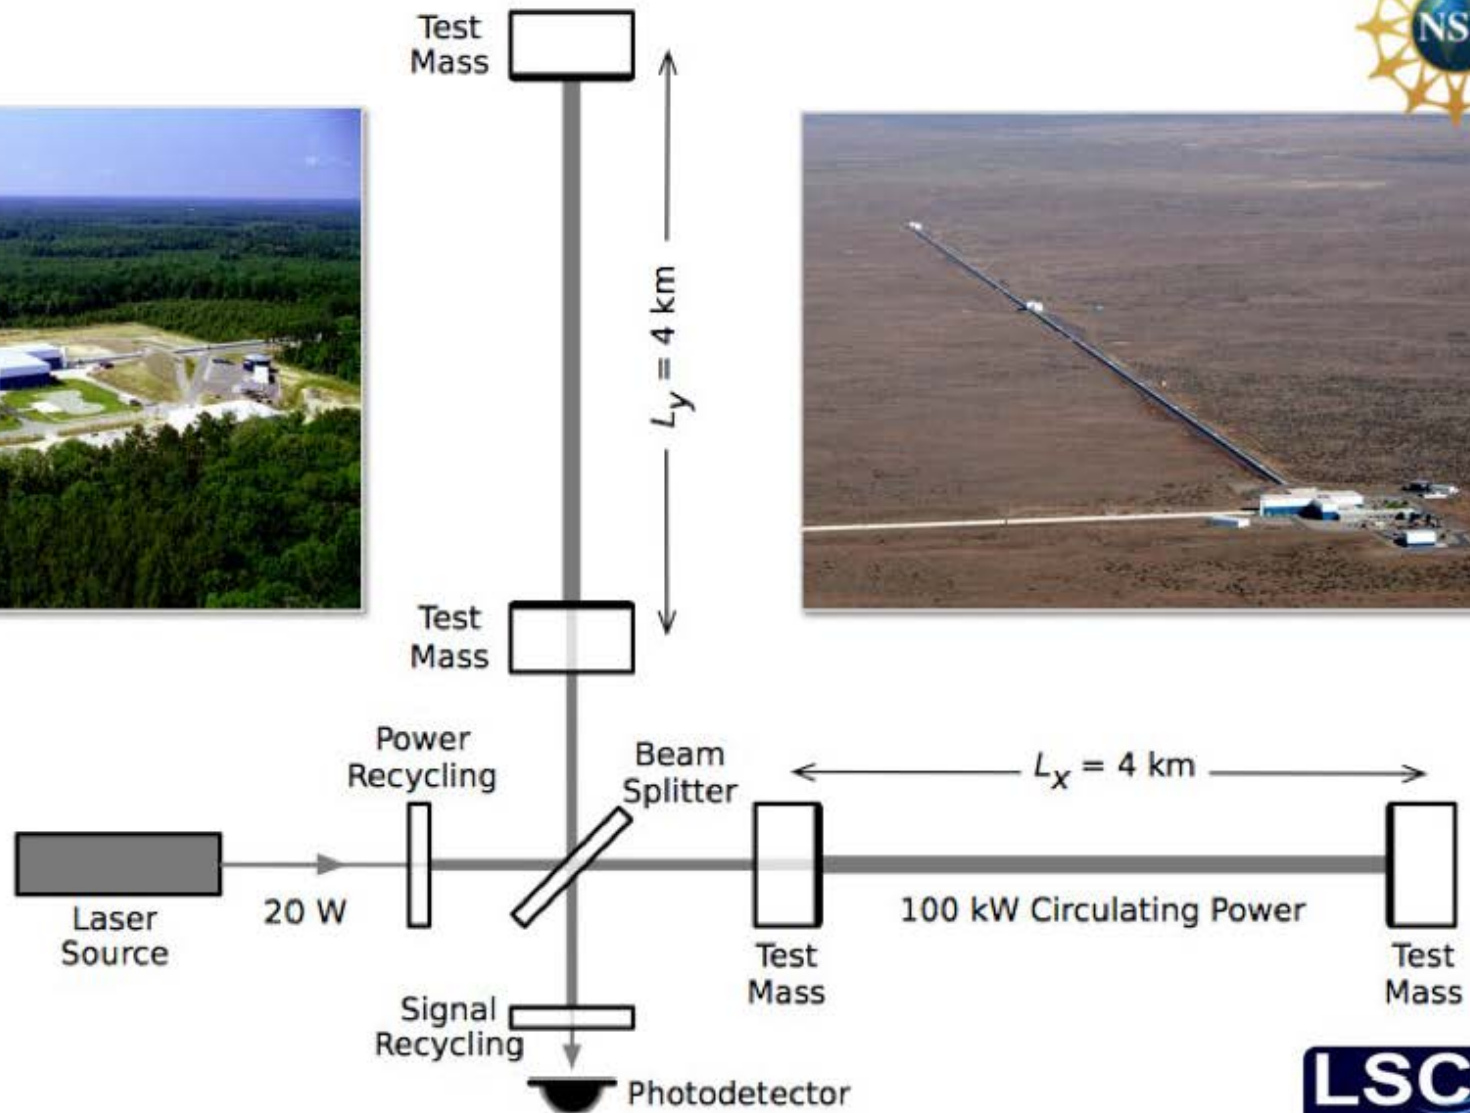 Test
Mass
NS
L_y = 4 km
Test
Mass
Power
Recycling
Beam
Splitter
L_x = 4 km
Laser
Source
20 W
100 kW Circulating Power
Test
Mass
Test
Mass
Signal
Recycling
Photodetector
LSC